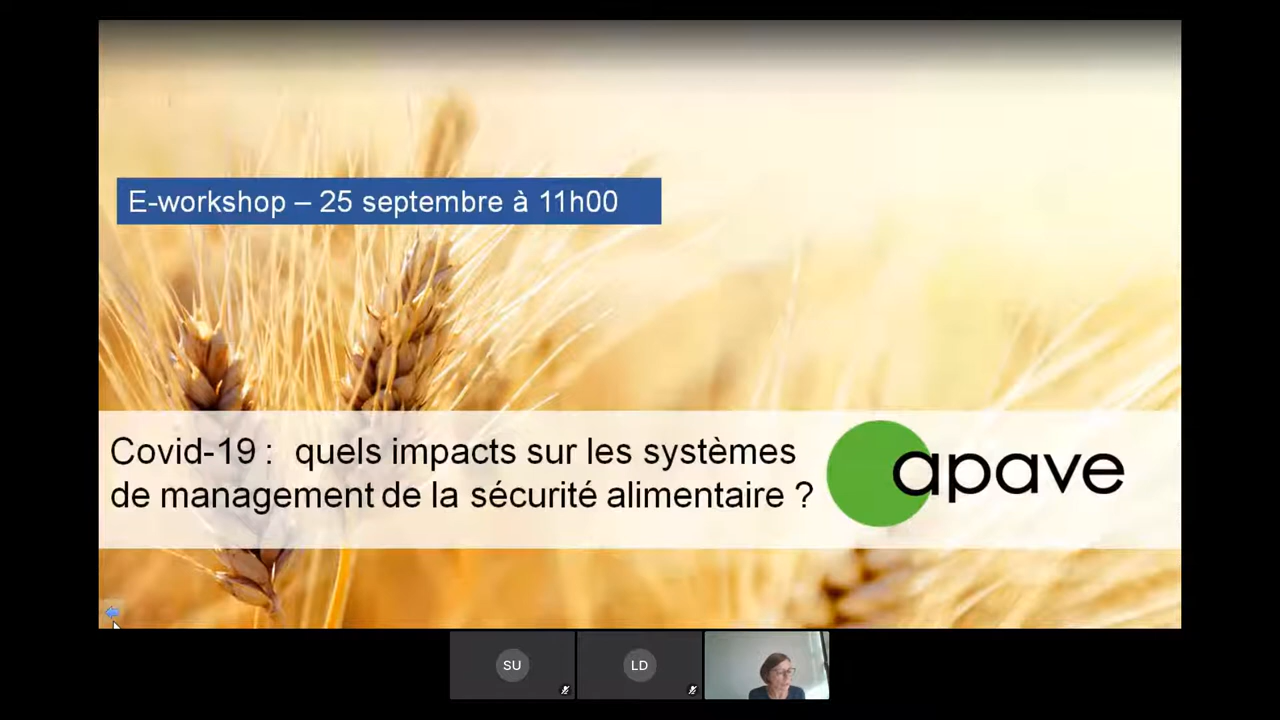 E-workshop – 25 septembre à 11h00
Covid-19 : quels impacts sur les systèmes
de management de la sécurité alimentaire ?
apave
SU
LD